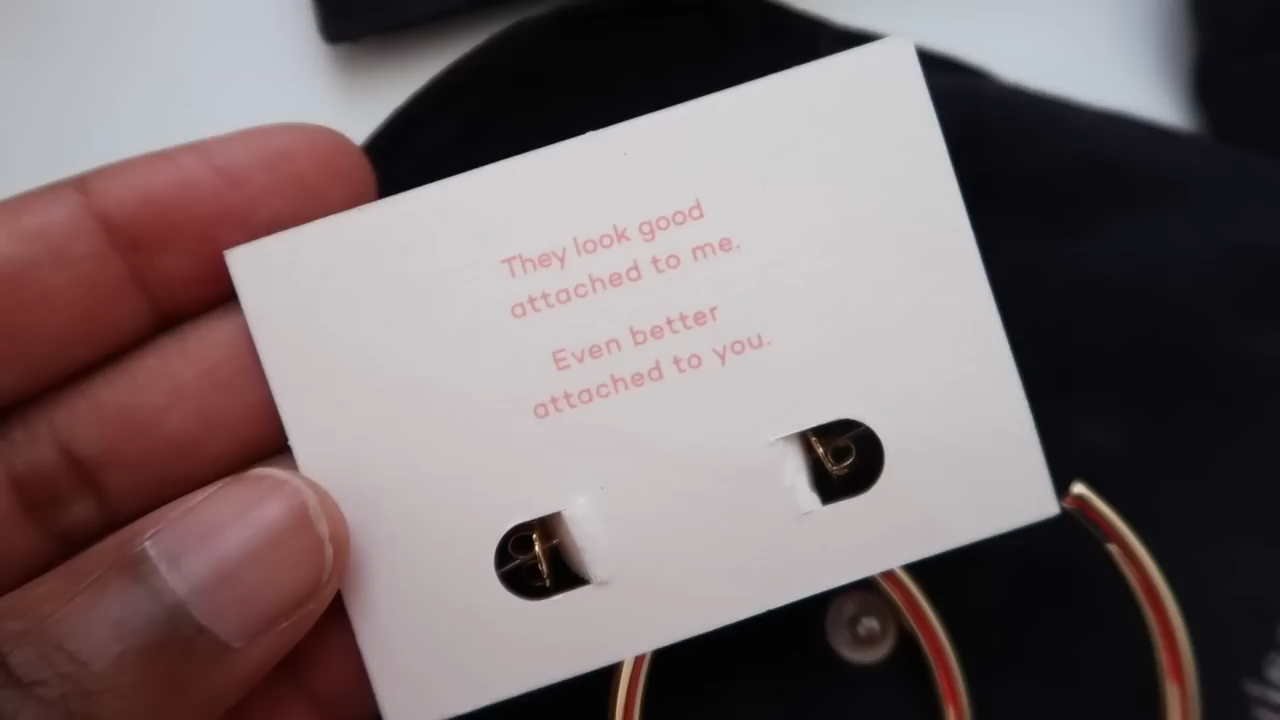 They look good
attached to me.
Even better
attached to you.